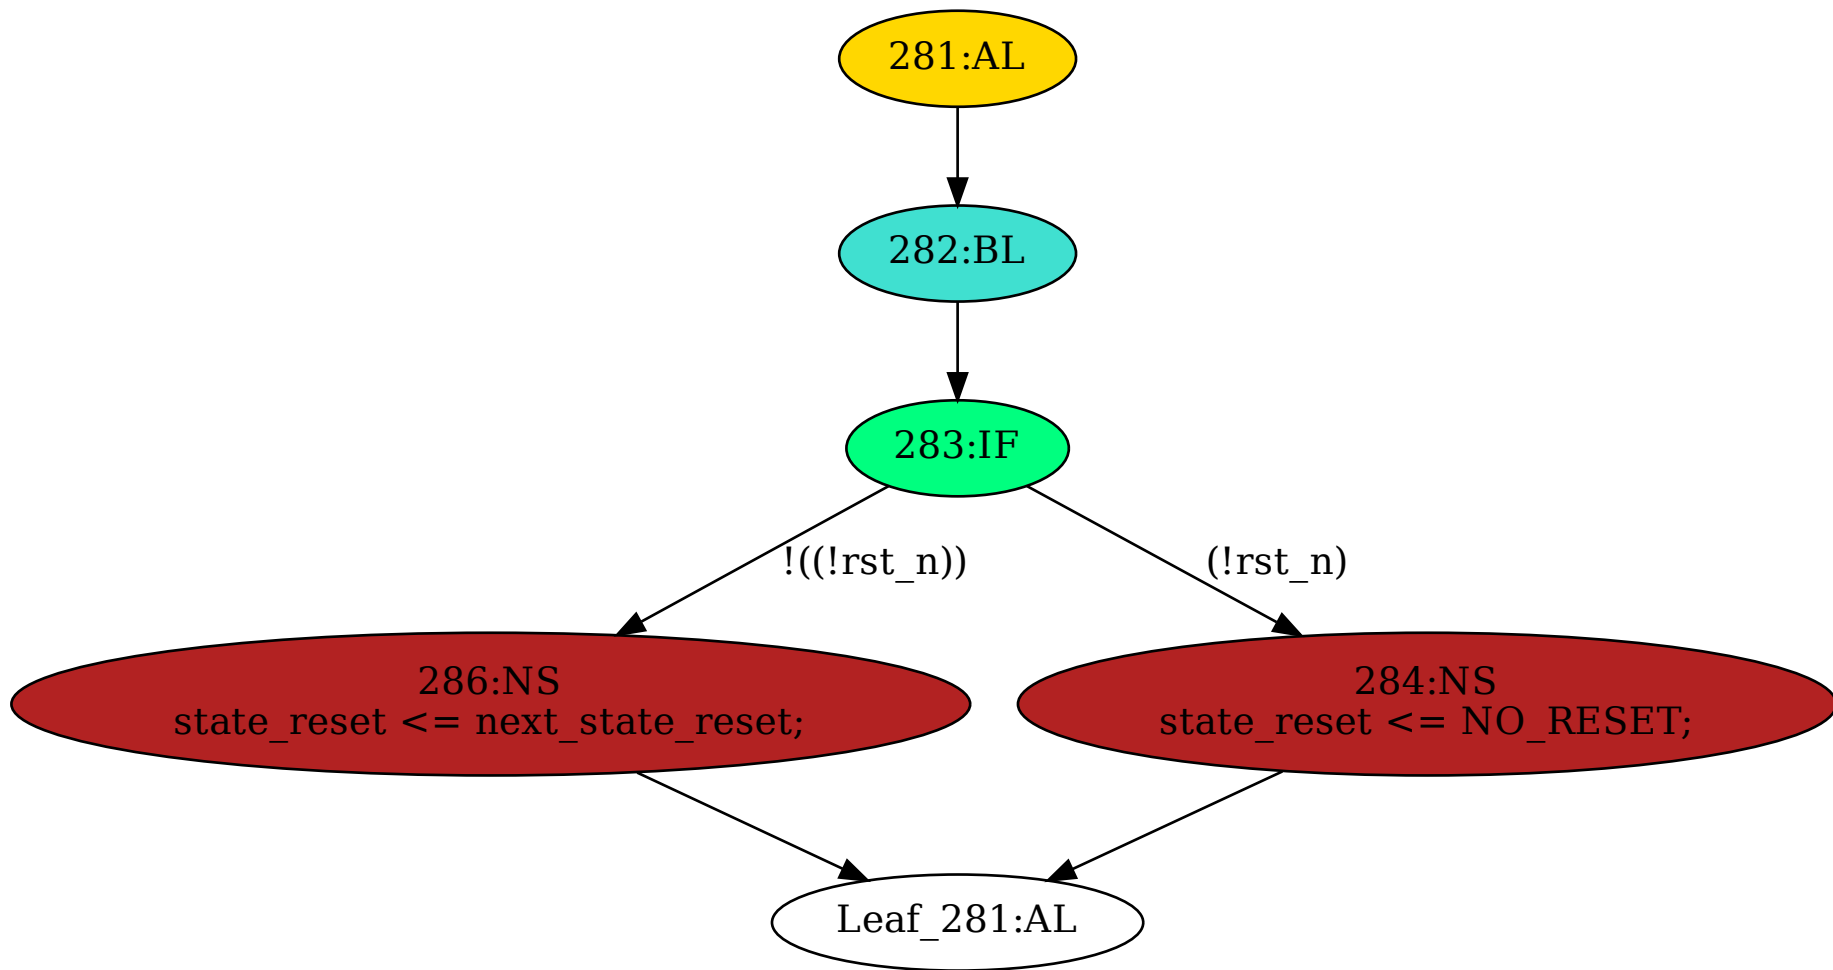 281:AL
282:BL
283:IF
!((!rst_n))
(!rst_n)
286:NS
state_reset <= next_state_reset;
284:NS
state_reset <= NO_RESET;
Leaf_281:AL